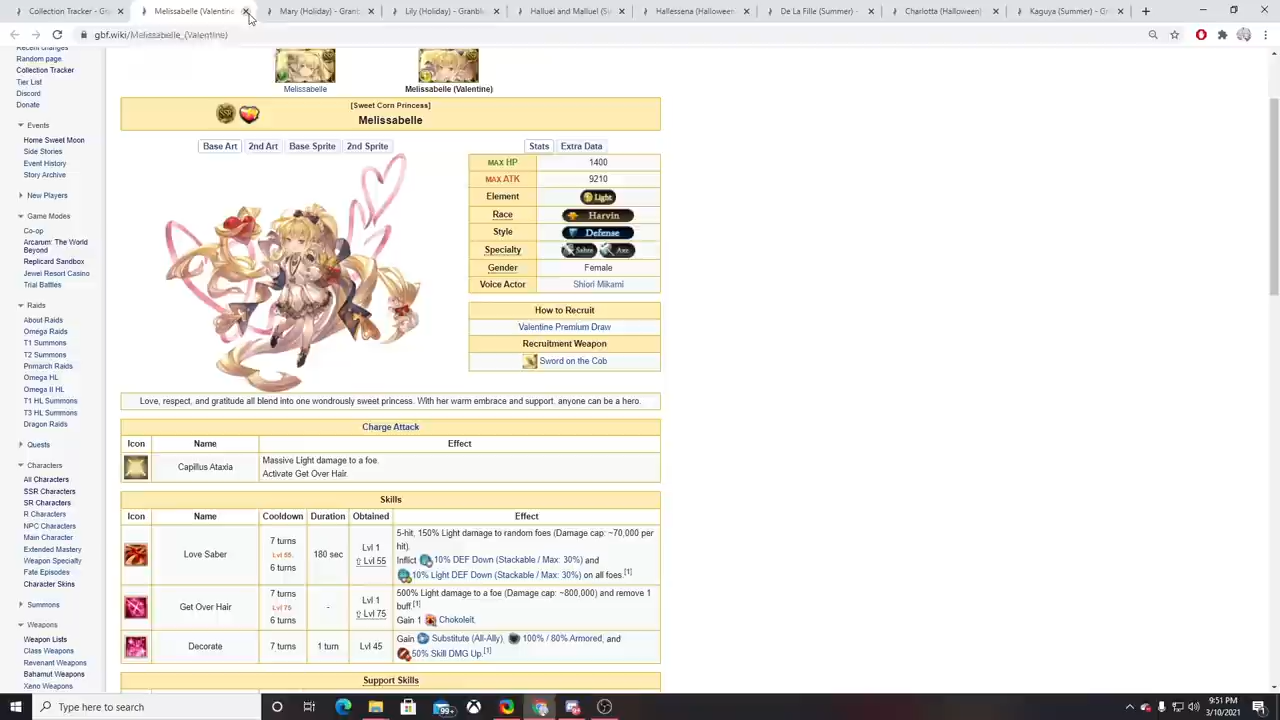 Collection Tracker - Granb
Melissabelle (Valentine)
Mary (Holiday) - Granb
Lily (Holiday) - Granbl
Halluel and Malluel (S
Hallessena (Halloween)
De La Fille (Summer) -
Charlotta (Halloween)
Kaguya (Summer) - Gr
gbf.wiki/Melissabelle_(Valentine)
Recent changes
Random page
Collection Tracker
Tier List
Discord
Donate
Events
Home Sweet Moon
Side Stories
Event History
Story Archive
New Players
Game Modes
Co-op
Arcarum: The World
Beyond
Replicard Sandbox
Jewel Resort Casino
Trial Battles
Raids
About Raids
Omega Raids
T1 Summons
T2 Summons
Primarch Raids
Omega HL
Omega II HL
T1 HL Summons
T3 HL Summons
Dragon Raids
Quests
Characters
All Characters
SSR Characters
SR Characters
R Characters
NPC Characters
Main Character
Extended Mastery
Weapon Specialty
Fate Episodes
Character Skins
Summons
Weapons
Weapon Lists
Class Weapons
Revenant Weapons
Bahamut Weapons
Xeno Weapons
Melissabelle
Melissabelle (Valentine)
[Sweet Corn Princess]
Melissabelle
Base Art 2nd Art Base Sprite 2nd Sprite
Stats Extra Data
MAX HP 1400
MAX ATK 9210
Element Light
Race Harvin
Style Defense
Specialty Sabre Axe
Gender Female
Voice Actor Shiori Mikami
How to Recruit
Valentine Premium Draw
Recruitment Weapon
Sword on the Cob
Love, respect, and gratitude all blend into one wondrously sweet princess. With her warm embrace and support, anyone can be a hero.
Charge Attack
Icon Name Effect
Capillus Ataxia
Massive Light damage to a foe.
Activate Get Over Hair.
Skills
Icon Name Cooldown Duration Obtained Effect
Love Saber
7 turns
Lvl 55:
6 turns
180 sec
Lvl 1
⇧ Lvl 55
5-hit, 150% Light damage to random foes (Damage cap: ~70,000 per
hit).
Inflict 10% DEF Down (Stackable / Max: 30%) and
10% Light DEF Down (Stackable / Max: 30%) on all foes.[1]
Get Over Hair
7 turns
Lvl 75:
6 turns
-
Lvl 1
⇧ Lvl 75
500% Light damage to a foe (Damage cap: ~800,000) and remove 1
buff.[1]
Gain 1 Chokoleit.
Decorate
7 turns
1 turn
Lvl 45
Gain Substitute (All-Ally), 100% / 80% Armored, and
50% Skill DMG Up.[1]
Support Skills
Type here to search
99+
9:51 PM
3/10/2021